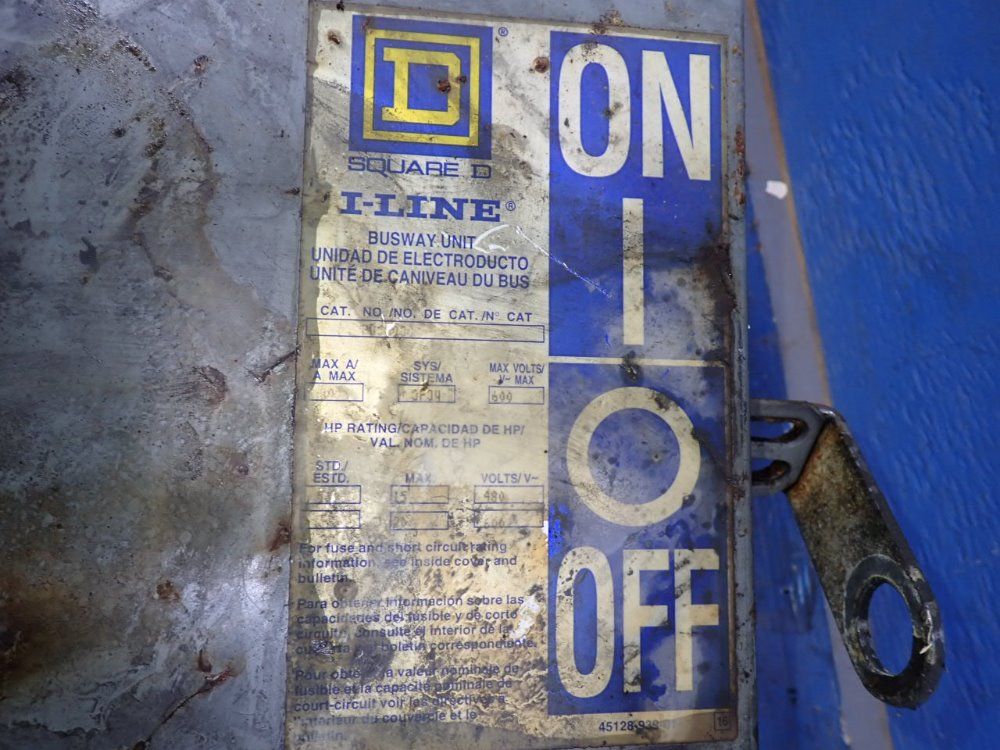 D
®
SQUARE D
I-LINE®
BUSWAY UNIT
UNIDAD DE ELECTRODUCTO
UNITÉ DE CANIVEAU DU BUS
CAT. NO./NO. DE CAT./Nº CAT
MAX A/
A MAX
SYS/
SISTEMA
MAX VOLTS/
V~ MAX
600
HP RATING/CAPACIDAD DE HP/
VAL. NOM. DE HP
STD./
ESTD.
MAX.
VOLTS/V~
15
480
For fuse and short circuit rating
information see inside cover and
bulletin.
Para obtener información sobre las
capacidades del fusible y de corto
circuito, consulte el interior de la
boletín correspondiente.
Pour obtenir la valeur nominale de
fusible et la capacité nominale de
court-circuit voir les directives à
l'intérieur du couvercle et le
bulletin.
ON
I
O
OFF
16